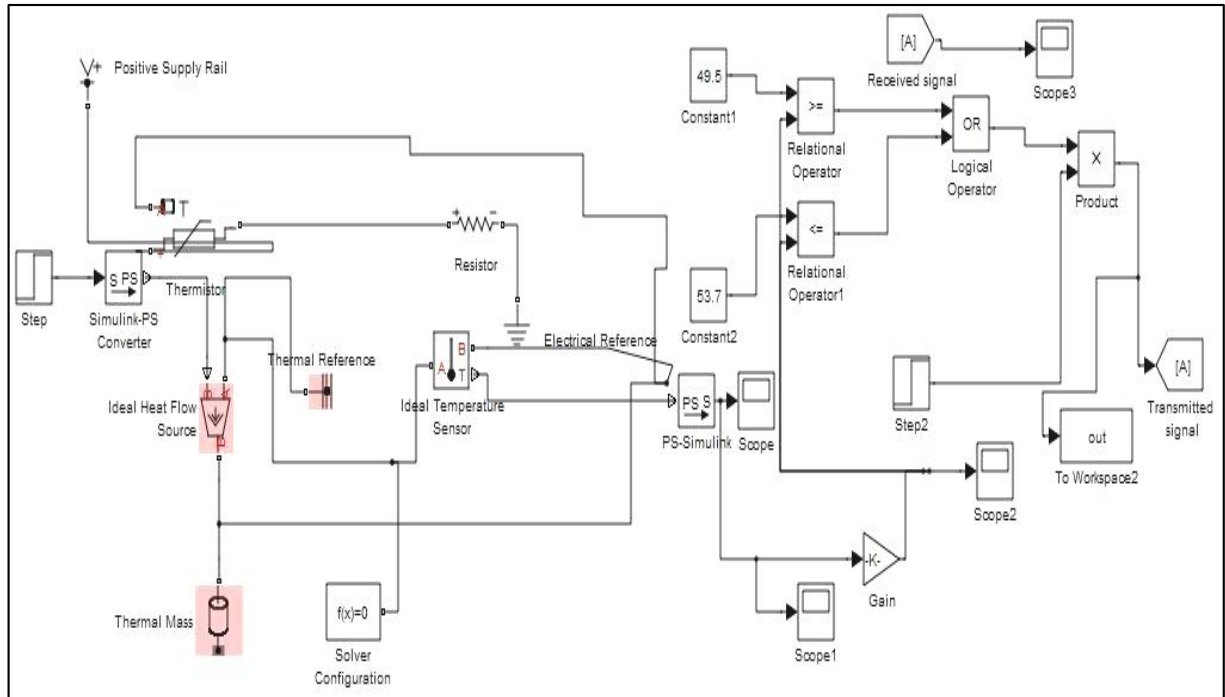 V+
Positive Supply Rail
T
Step
S PS
Simulink-PS
Converter
Thermistor
+ -
Resistor
Electrical Reference
Thermal Reference
Ideal Heat Flow
Source
A
B
T
Ideal Temperature
Sensor
PS S
PS-Simulink
Scope
Thermal Mass
f(x)=0
Solver
Configuration
49.5
Constant1
>=
Relational
Operator
53.7
Constant2
<=
Relational
Operator1
OR
Logical
Operator
X
Product
[A]
Received signal
Scope3
Step2
[A]
Transmitted
signal
out
To Workspace2
Scope2
-K-
Gain
Scope1